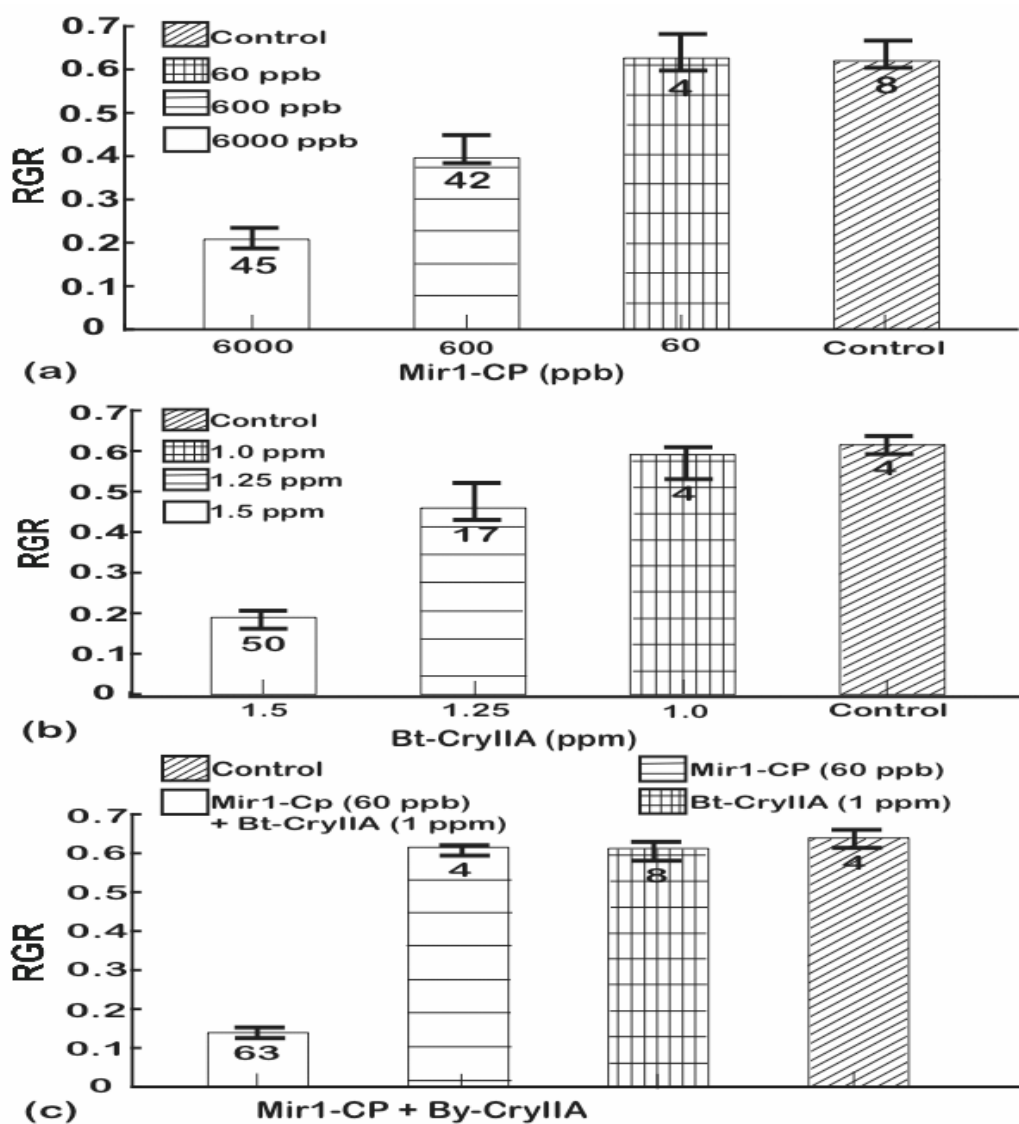 0.7
0.6
0.5
0.4
0.3
0.2
0.1
0
RGR
Control
60 ppb
600 ppb
6000 ppb
45
42
4
8
6000
600
60
Control
(a)
Mir1-CP (ppb)
0.7
0.6
0.5
0.4
0.3
0.2
0.1
0
RGR
Control
1.0 ppm
1.25 ppm
1.5 ppm
50
17
4
4
1.5
1.25
1.0
Control
(b)
Bt-CryIIA (ppm)
Control
Mir1-CP (60 ppb)
Mir1-Cp (60 ppb)
+ Bt-CryIIA (1 ppm)
Bt-CryIIA (1 ppm)
0.7
0.6
0.5
0.4
0.3
0.2
0.1
0
RGR
63
4
8
4
(c)
Mir1-CP + By-CryIIA